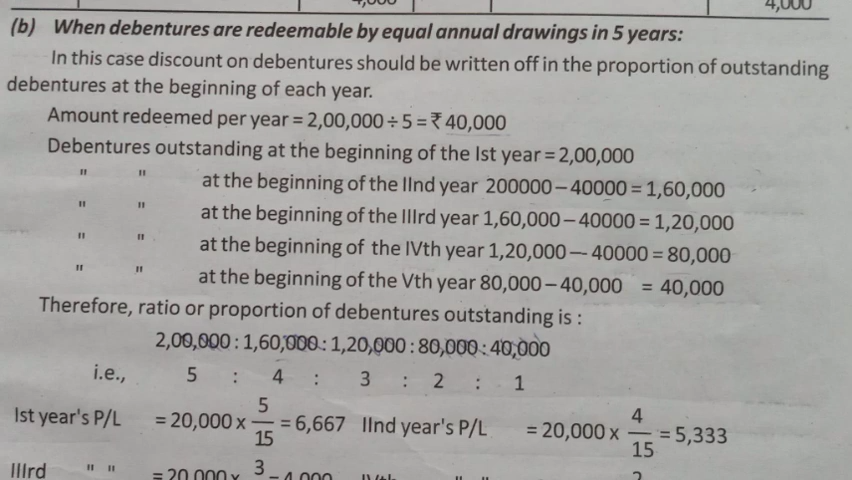 4,000 4,000
(b) When debentures are redeemable by equal annual drawings in 5 years:
In this case discount on debentures should be written off in the proportion of outstanding
debentures at the beginning of each year.
Amount redeemed per year = 2,00,000 ÷ 5 = ₹ 40,000
Debentures outstanding at the beginning of the Ist year = 2,00,000
" " at the beginning of the IInd year 200000 – 40000 = 1,60,000
" " at the beginning of the IIIrd year 1,60,000 – 40000 = 1,20,000
" " at the beginning of the IVth year 1,20,000 — 40000 = 80,000
" " at the beginning of the Vth year 80,000 – 40,000 = 40,000
Therefore, ratio or proportion of debentures outstanding is :
2,00,000 : 1,60,000 : 1,20,000 : 80,000 : 40,000
i.e., 5 : 4 : 3 : 2 : 1
Ist year's P/L = 20,000 x 5/15 = 6,667 IInd year's P/L = 20,000 x 4/15 = 5,333
IIIrd " " = 20,000 x 3